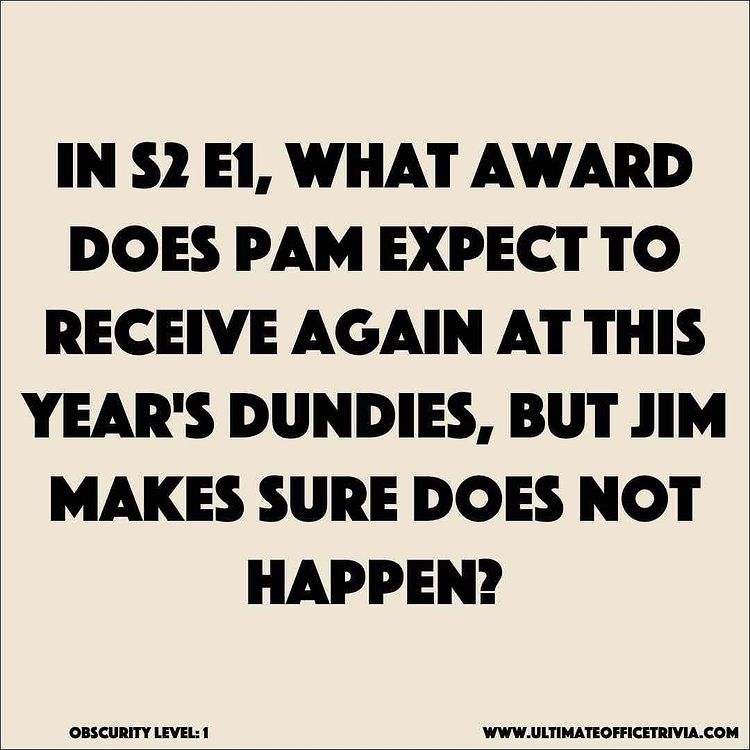 IN S2 E1, WHAT AWARD
DOES PAM EXPECT TO
RECEIVE AGAIN AT THIS
YEAR'S DUNDIES, BUT JIM
MAKES SURE DOES NOT
HAPPEN?
OBSCURITY LEVEL: 1
WWW.ULTIMATEOFFICETRIVIA.COM